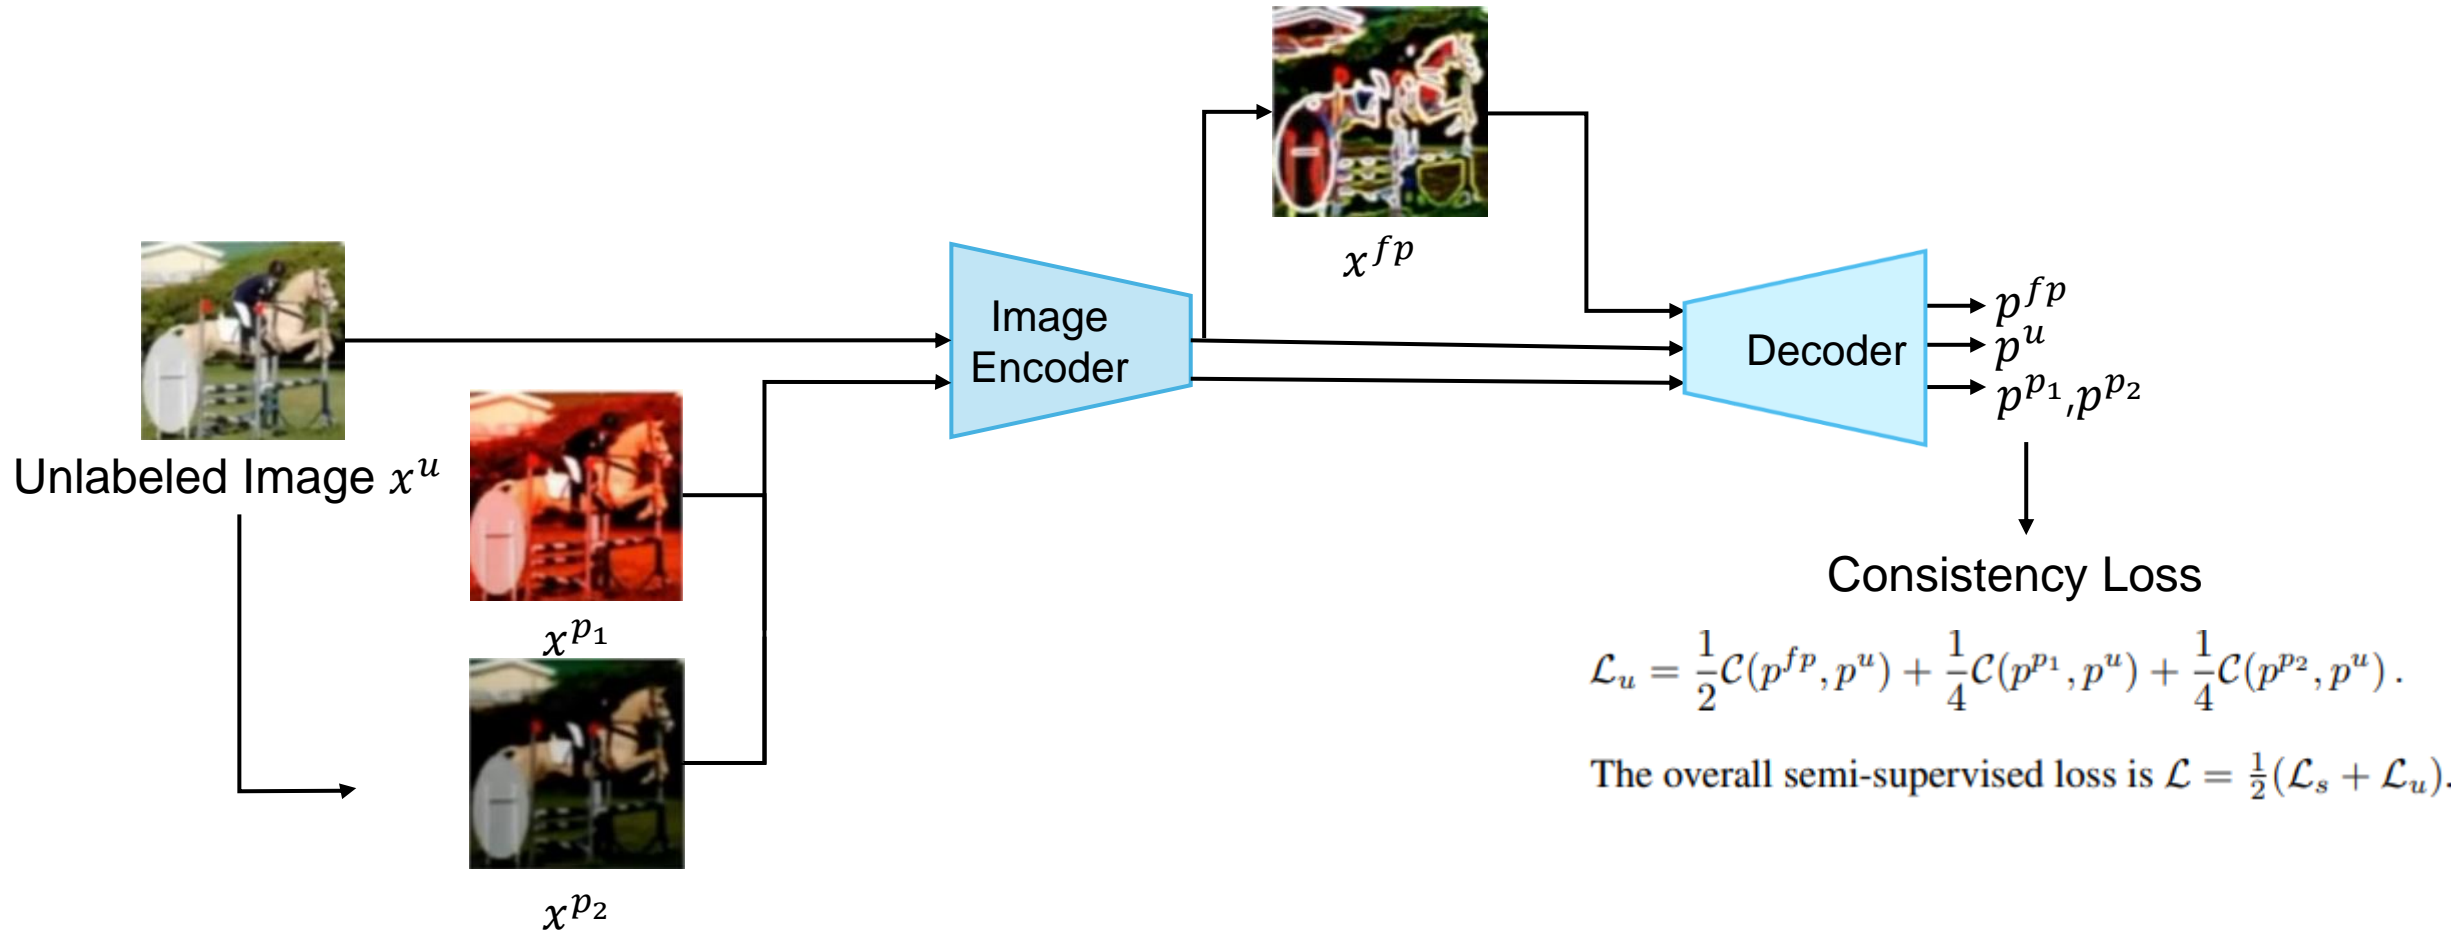 x^{fp}
Image
Encoder
Decoder
p^{fp}
p^u
p^{p_1}, p^{p_2}
Unlabeled Image x^u
x^{p_1}
x^{p_2}
Consistency Loss
\mathcal{L}_u = \frac{1}{2}\mathcal{C}(p^{fp}, p^u) + \frac{1}{4}\mathcal{C}(p^{p_1}, p^u) + \frac{1}{4}\mathcal{C}(p^{p_2}, p^u).
The overall semi-supervised loss is \mathcal{L} = \frac{1}{2}(\mathcal{L}_s + \mathcal{L}_u).